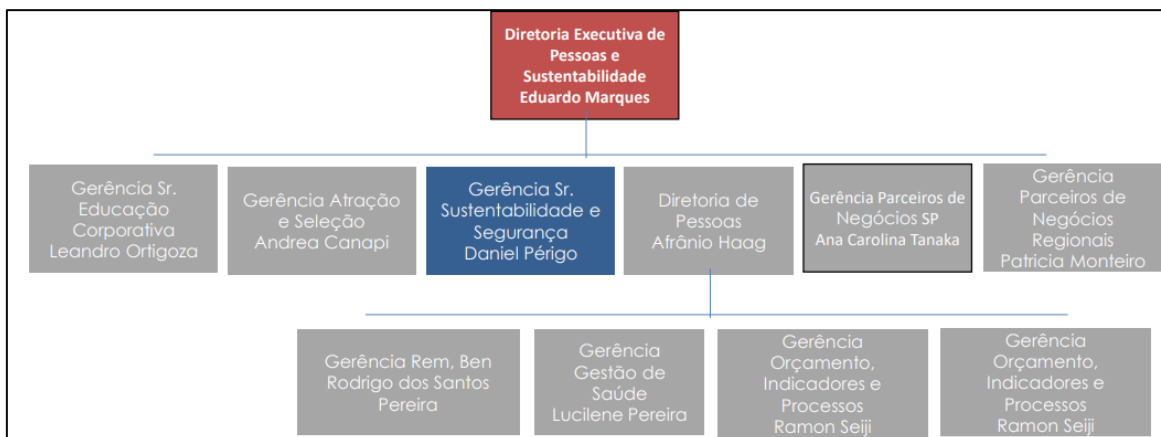 Diretoria Executiva de
Pessoas e
Sustentabilidade
Eduardo Marques
Gerência Sr.
Educação
Corporativa
Leandro Ortigoza
Gerência Atração
e Seleção
Andrea Canapi
Gerência Sr.
Sustentabilidade e
Segurança
Daniel Périgo
Diretoria de
Pessoas
Afrânio Haag
Gerência Parceiros de
Negócios SP
Ana Carolina Tanaka
Gerência
Parceiros de
Negócios
Regionais
Patricia Monteiro
Gerência Rem, Ben
Rodrigo dos Santos
Pereira
Gerência
Gestão de
Saúde
Lucilene Pereira
Gerência
Orçamento,
Indicadores e
Processos
Ramon Seiji
Gerência
Orçamento,
Indicadores e
Processos
Ramon Seiji